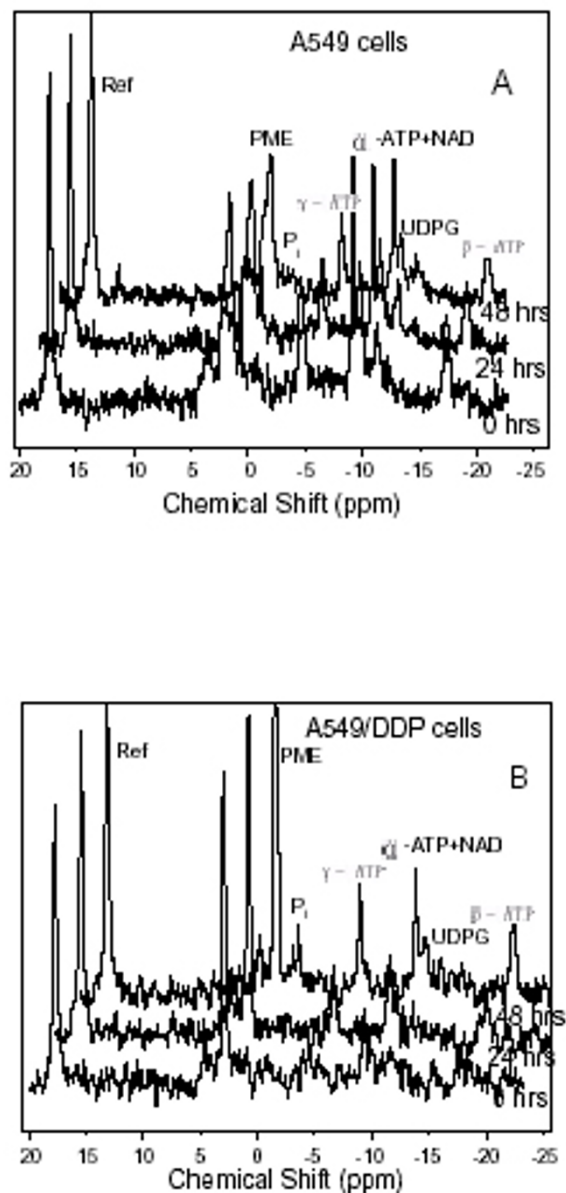 A549 cells
A
Ref
PME
α -ATP+NAD
γ - ATP
Pi
UDPG
β - ATP
48 hrs
24 hrs
0 hrs
20 15 10 5 0 -5 -10 -15 -20 -25
Chemical Shift (ppm)
A549/DDP cells
Ref
PME
B
α -ATP+NAD
γ - ATP
Pi
UDPG
β - ATP
48 hrs
24 hrs
0 hrs
20 15 10 5 0 -5 -10 -15 -20 -25
Chemical Shift (ppm)